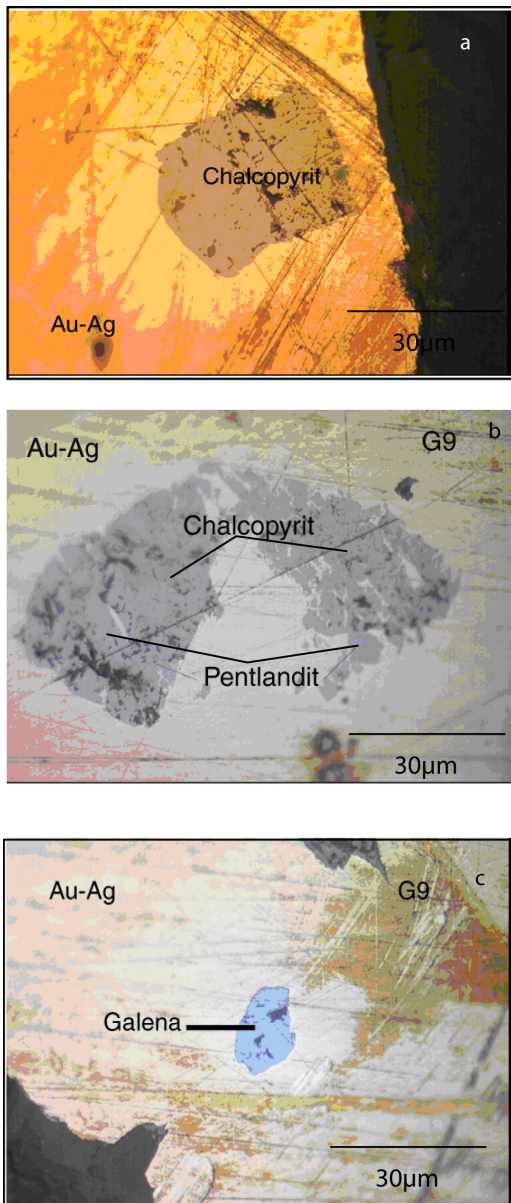 a
Chalcopyrit
Au-Ag
30µm
Au-Ag
G9
b
Chalcopyrit
Pentlandit
30µm
Au-Ag
G9
c
Galena
30µm